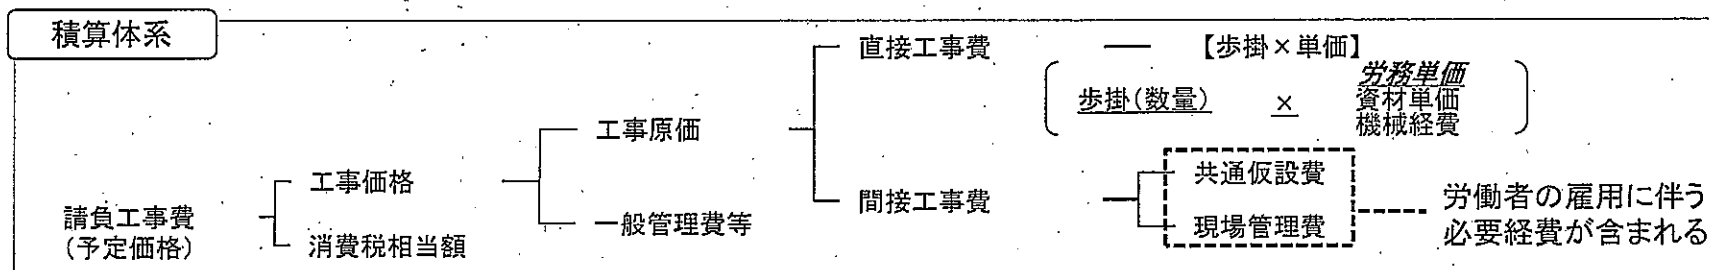 積算体系
直接工事費
【歩掛×単価】
歩掛(数量)
×
労務単価
資材単価
機械経費
工事原価
間接工事費
共通仮設費
現場管理費
労働者の雇用に伴う
必要経費が含まれる
工事価格
一般管理費等
請負工事費
(予定価格)
消費税相当額